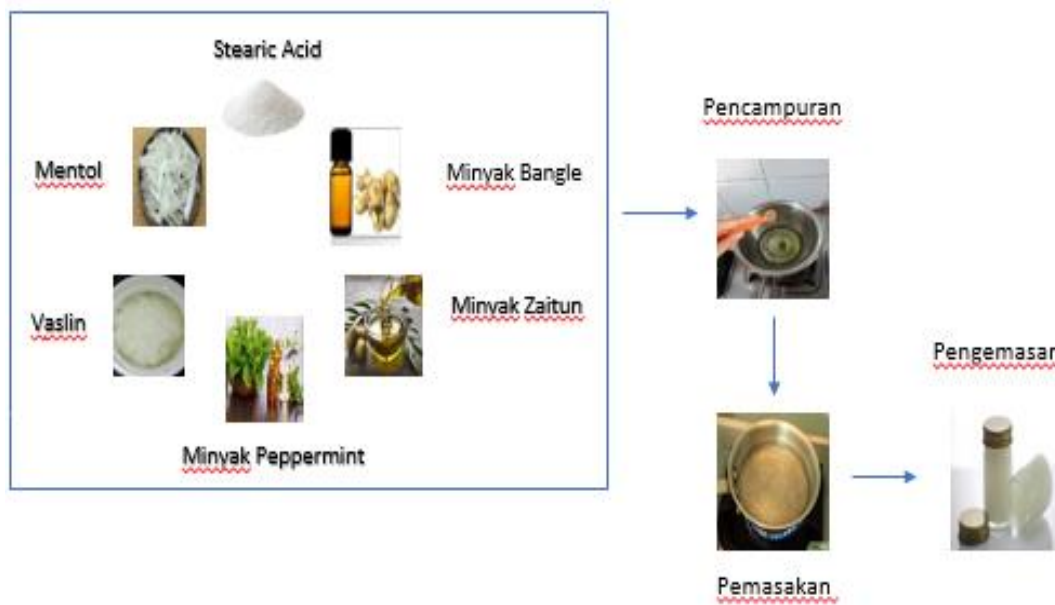 Stearic Acid
Mentol
Minyak Bangle
Vaslin
Minyak Zaitun
Minyak Peppermint
Pencampuran
Pemasakan
Pengemasan